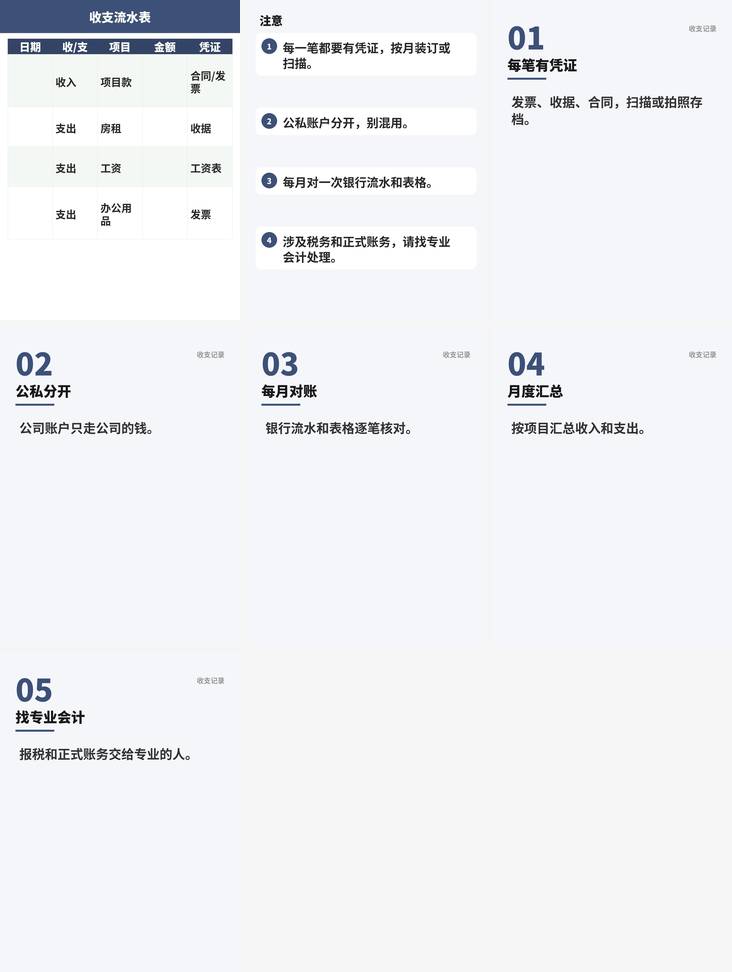 收支流水表
日期 收/支 项目 金额 凭证
收入 项目款 合同/发
票
支出 房租 收据
支出 工资 工资表
支出 办公用
品 发票
注意
1 每一笔都要有凭证，按月装订或
扫描。
2 公私账户分开，别混用。
3 每月对一次银行流水和表格。
4 涉及税务和正式账务，请找专业
会计处理。
收支记录
01
每笔有凭证
发票、收据、合同，扫描或拍照存
档。
收支记录
02
公私分开
公司账户只走公司的钱。
收支记录
03
每月对账
银行流水和表格逐笔核对。
收支记录
04
月度汇总
按项目汇总收入和支出。
收支记录
05
找专业会计
报税和正式账务交给专业的人。